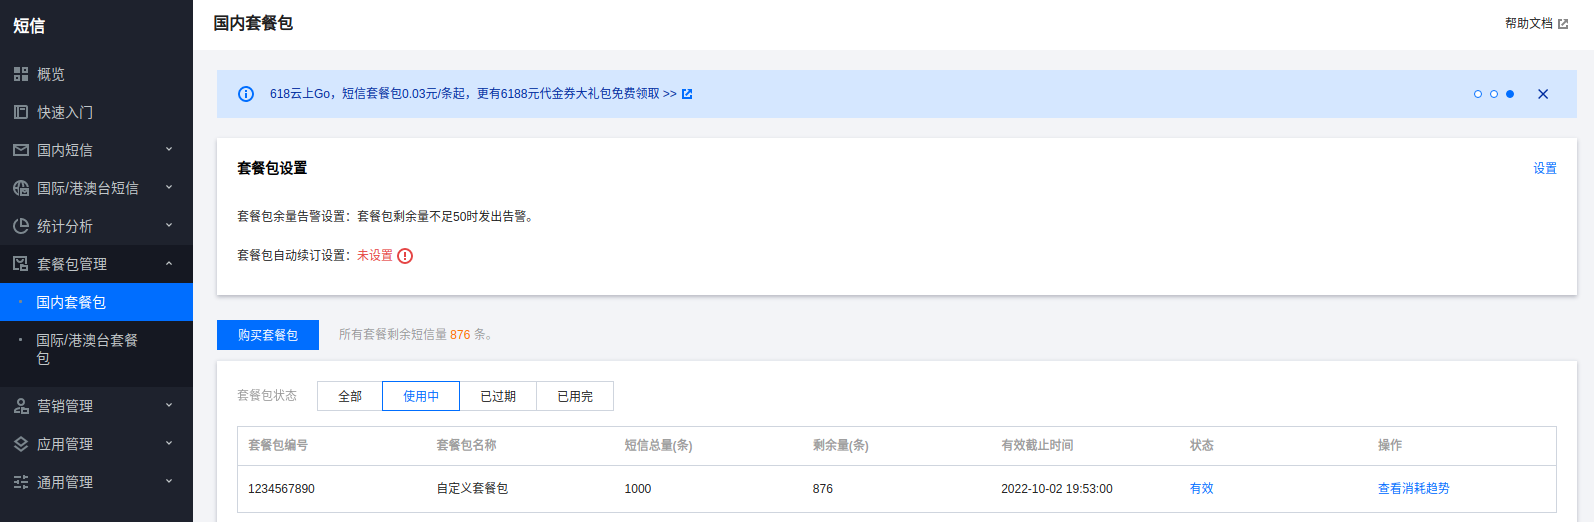 短信
概览
快速入门
国内短信
国际/港澳台短信
统计分析
套餐包管理
国内套餐包
国际/港澳台套餐
包
营销管理
应用管理
通用管理
国内套餐包
帮助文档
618云上Go，短信套餐包0.03元/条起，更有6188元代金券大礼包免费领取 >>
套餐包设置
设置
套餐包余量告警设置：套餐包剩余量不足50时发出告警。
套餐包自动续订设置：未设置
购买套餐包 所有套餐剩余短信量 876 条。
套餐包状态 全部 使用中 已过期 已用完
套餐包编号 套餐包名称 短信总量(条) 剩余量(条) 有效截止时间 状态 操作
1234567890 自定义套餐包 1000 876 2022-10-02 19:53:00 有效 查看消耗趋势